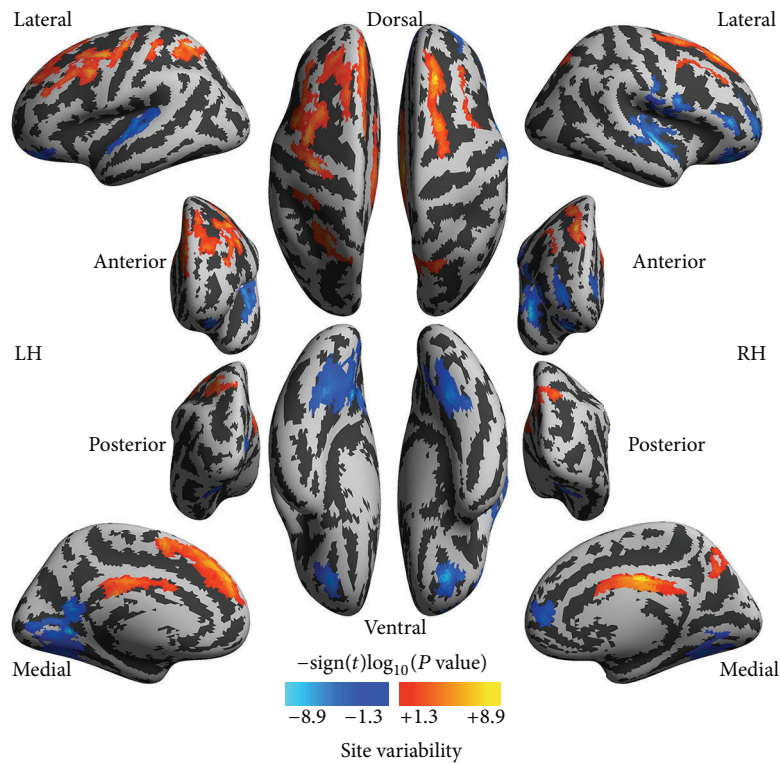 Lateral Dorsal Lateral
Anterior Anterior
LH RH
Posterior Posterior
Ventral
Medial Medial
−sign(t)log₁₀(P value)
−8.9 −1.3 +1.3 +8.9
Site variability